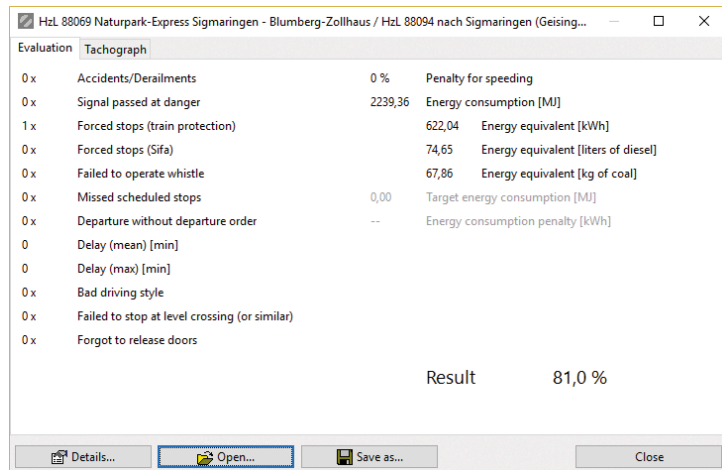 HzL 88069 Naturpark-Express Sigmaringen - Blumberg-Zollhaus / HzL 88094 nach Sigmaringen (Geising...
Evaluation Tachograph
0 x Accidents/Derailments 0 % Penalty for speeding
0 x Signal passed at danger 2239,36 Energy consumption [MJ]
1 x Forced stops (train protection) 622,04 Energy equivalent [kWh]
0 x Forced stops (Sifa) 74,65 Energy equivalent [liters of diesel]
0 x Failed to operate whistle 67,86 Energy equivalent [kg of coal]
0 x Missed scheduled stops 0,00 Target energy consumption [MJ]
0 x Departure without departure order -- Energy consumption penalty [kWh]
0 Delay (mean) [min]
0 Delay (max) [min]
0 x Bad driving style
0 x Failed to stop at level crossing (or similar)
0 x Forgot to release doors
Result 81,0 %
Details... Open... Save as... Close